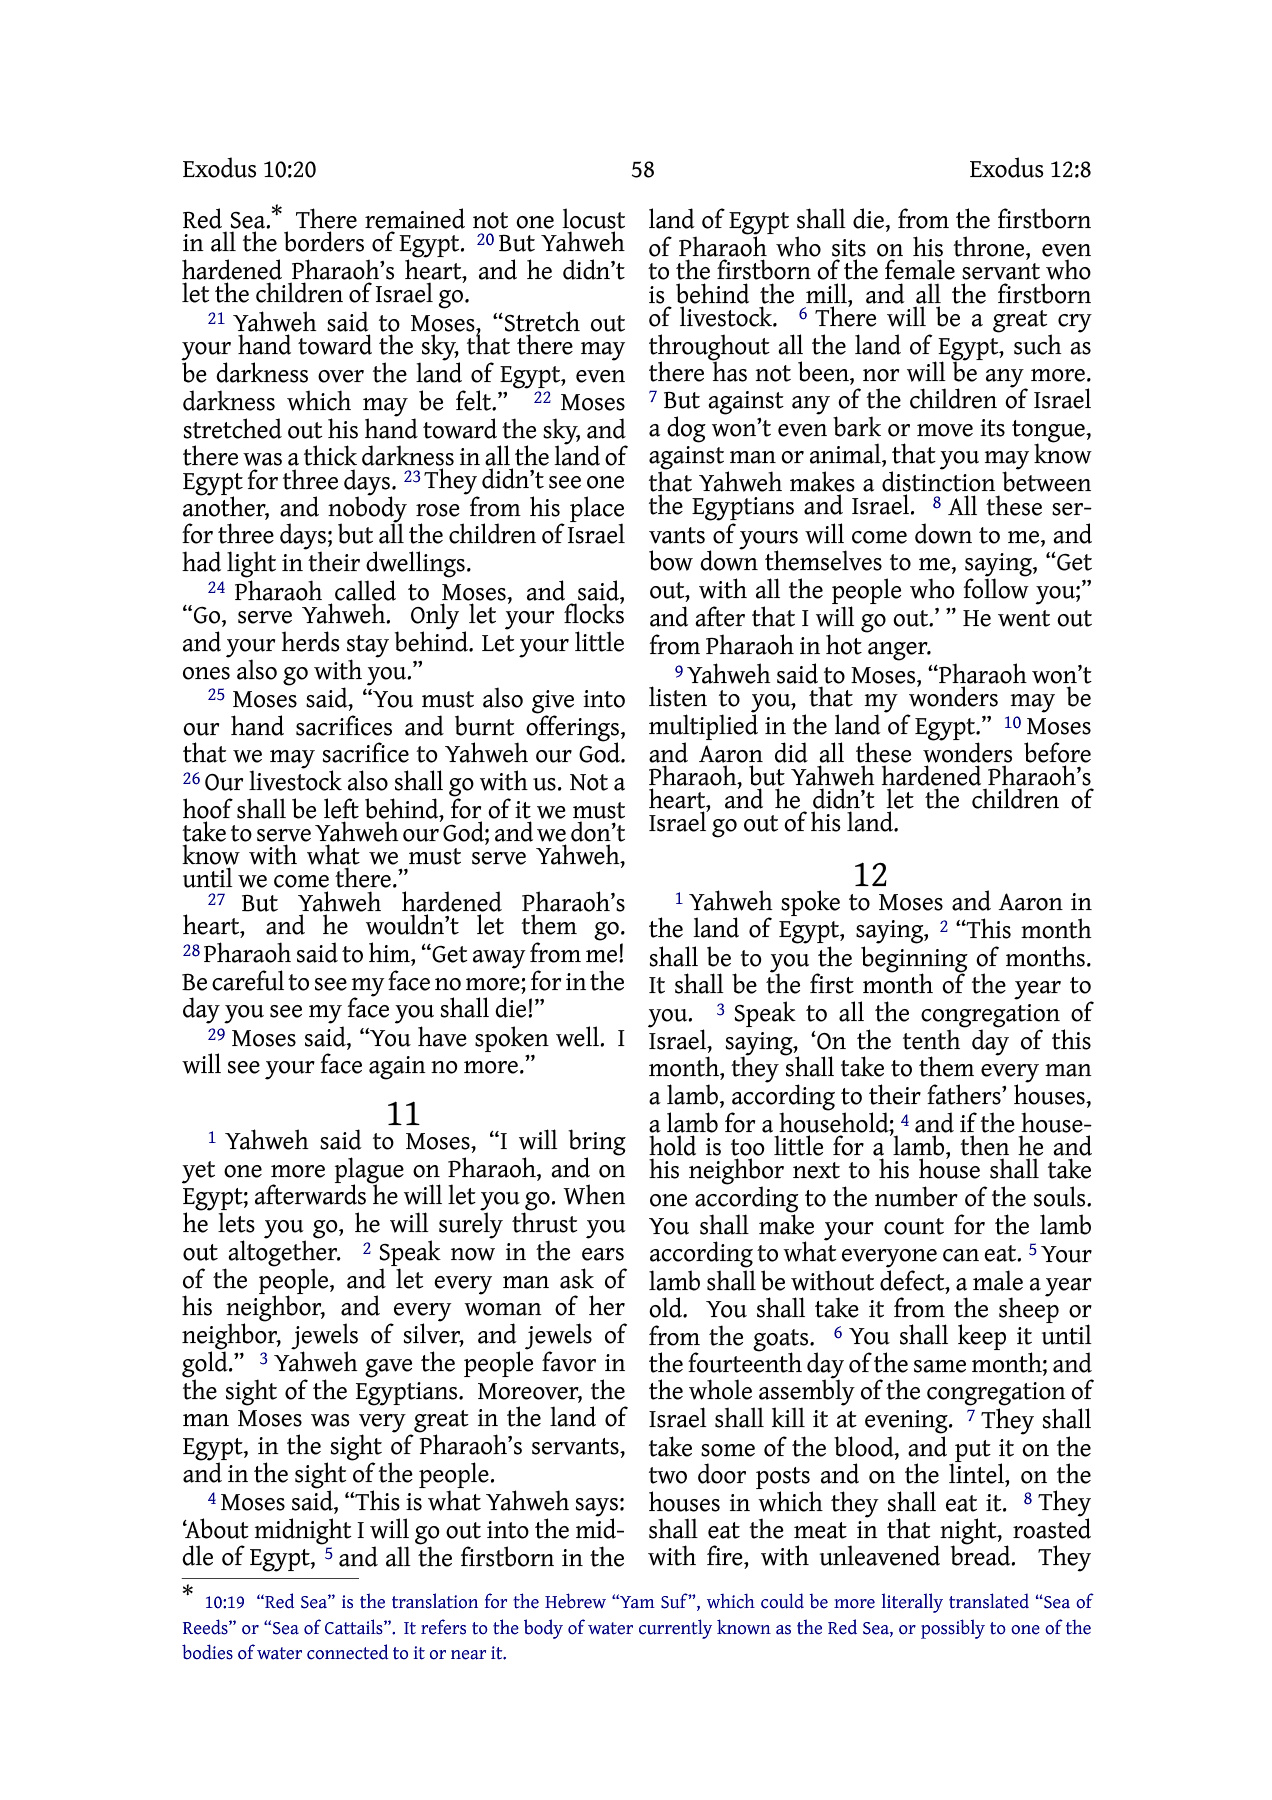 Exodus 10:20 58 Exodus 12:8
Red Sea.* There remained not one locust
in all the borders of Egypt. 20 But Yahweh
hardened Pharaoh’s heart, and he didn’t
let the children of Israel go.
21 Yahweh said to Moses, “Stretch out
your hand toward the sky, that there may
be darkness over the land of Egypt, even
darkness which may be felt.” 22 Moses
stretched out his hand toward the sky, and
there was a thick darkness in all the land of
Egypt for three days. 23 They didn’t see one
another, and nobody rose from his place
for three days; but all the children of Israel
had light in their dwellings.
24 Pharaoh called to Moses, and said,
“Go, serve Yahweh. Only let your flocks
and your herds stay behind. Let your little
ones also go with you.”
25 Moses said, “You must also give into
our hand sacrifices and burnt offerings,
that we may sacrifice to Yahweh our God.
26 Our livestock also shall go with us. Not a
hoof shall be left behind, for of it we must
take to serve Yahweh our God; and we don’t
know with what we must serve Yahweh,
until we come there.”
27 But Yahweh hardened Pharaoh’s
heart, and he wouldn’t let them go.
28 Pharaoh said to him, “Get away from me!
Be careful to see my face no more; for in the
day you see my face you shall die!”
29 Moses said, “You have spoken well. I
will see your face again no more.”
11
1 Yahweh said to Moses, “I will bring
yet one more plague on Pharaoh, and on
Egypt; afterwards he will let you go. When
he lets you go, he will surely thrust you
out altogether. 2 Speak now in the ears
of the people, and let every man ask of
his neighbor, and every woman of her
neighbor, jewels of silver, and jewels of
gold.” 3 Yahweh gave the people favor in
the sight of the Egyptians. Moreover, the
man Moses was very great in the land of
Egypt, in the sight of Pharaoh’s servants,
and in the sight of the people.
4 Moses said, “This is what Yahweh says:
‘About midnight I will go out into the mid-
dle of Egypt, 5 and all the firstborn in the
land of Egypt shall die, from the firstborn
of Pharaoh who sits on his throne, even
to the firstborn of the female servant who
is behind the mill, and all the firstborn
of livestock. 6 There will be a great cry
throughout all the land of Egypt, such as
there has not been, nor will be any more.
7 But against any of the children of Israel
a dog won’t even bark or move its tongue,
against man or animal, that you may know
that Yahweh makes a distinction between
the Egyptians and Israel. 8 All these ser-
vants of yours will come down to me, and
bow down themselves to me, saying, “Get
out, with all the people who follow you;”
and after that I will go out.’ ” He went out
from Pharaoh in hot anger.
9 Yahweh said to Moses, “Pharaoh won’t
listen to you, that my wonders may be
multiplied in the land of Egypt.” 10 Moses
and Aaron did all these wonders before
Pharaoh, but Yahweh hardened Pharaoh’s
heart, and he didn’t let the children of
Israel go out of his land.
12
1 Yahweh spoke to Moses and Aaron in
the land of Egypt, saying, 2 “This month
shall be to you the beginning of months.
It shall be the first month of the year to
you. 3 Speak to all the congregation of
Israel, saying, ‘On the tenth day of this
month, they shall take to them every man
a lamb, according to their fathers’ houses,
a lamb for a household; 4 and if the house-
hold is too little for a lamb, then he and
his neighbor next to his house shall take
one according to the number of the souls.
You shall make your count for the lamb
according to what everyone can eat. 5 Your
lamb shall be without defect, a male a year
old. You shall take it from the sheep or
from the goats. 6 You shall keep it until
the fourteenth day of the same month; and
the whole assembly of the congregation of
Israel shall kill it at evening. 7 They shall
take some of the blood, and put it on the
two door posts and on the lintel, on the
houses in which they shall eat it. 8 They
shall eat the meat in that night, roasted
with fire, with unleavened bread. They
* 10:19 “Red Sea” is the translation for the Hebrew “Yam Suf”, which could be more literally translated “Sea of
Reeds” or “Sea of Cattails”. It refers to the body of water currently known as the Red Sea, or possibly to one of the
bodies of water connected to it or near it.